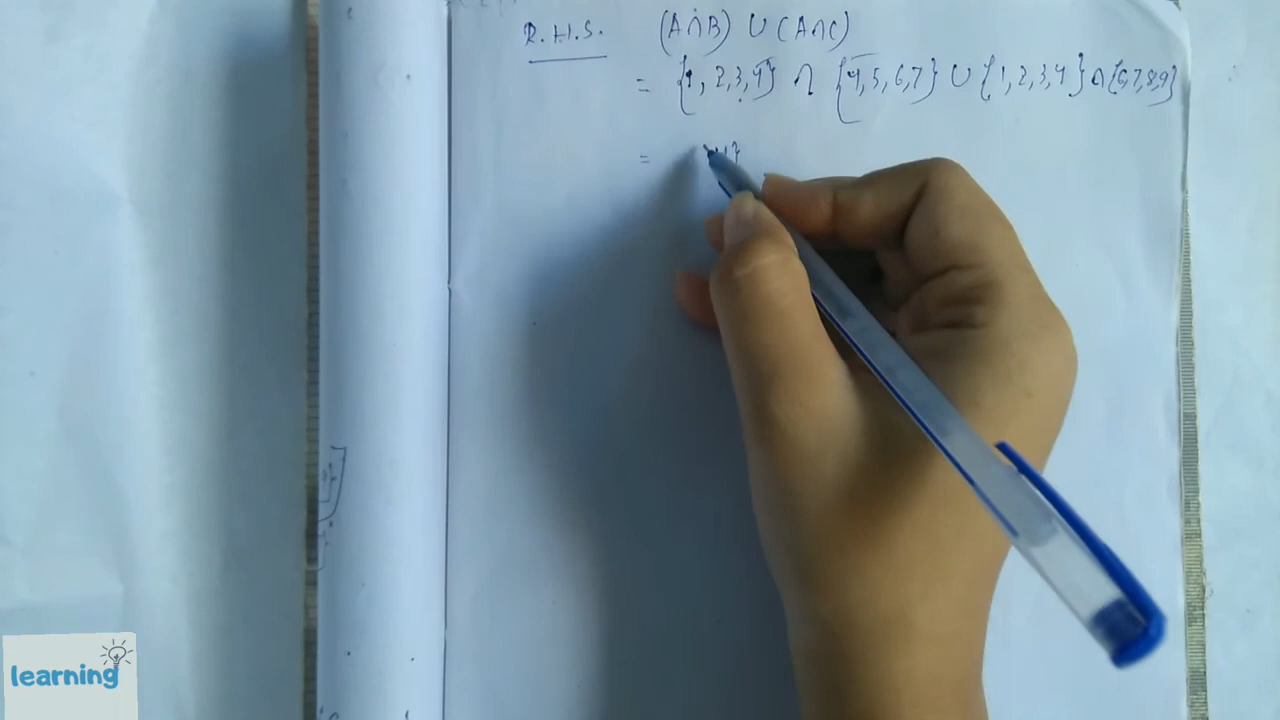 R.H.S. (A∩B) ∪ (A∩C)
= {1, 2, 3, 4} ∩ {4, 5, 6, 7} ∪ {1, 2, 3, 4} ∩ {6, 7, 8, 9}
=
learning